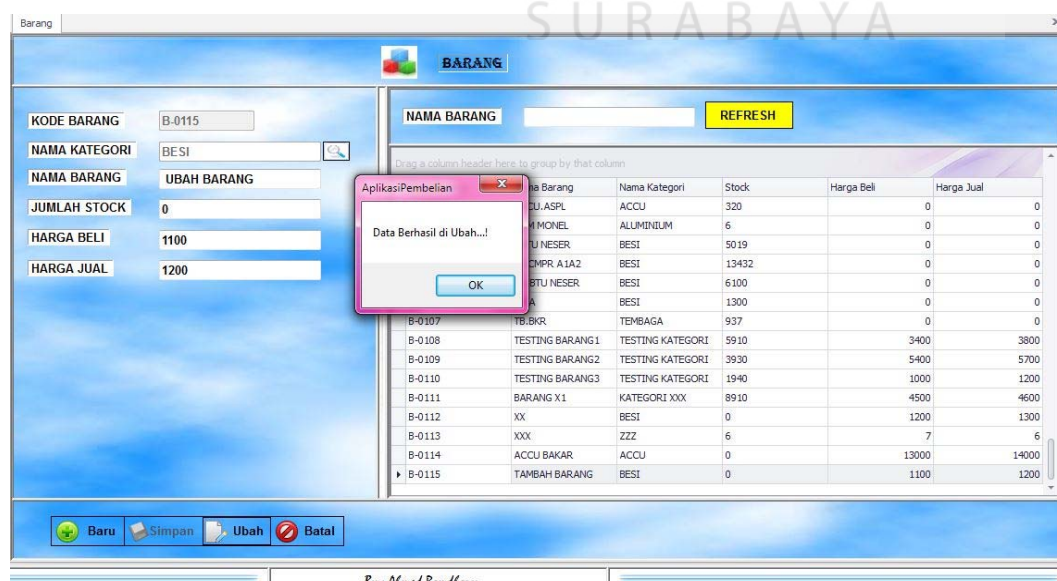 SURABAYA
Barang
BARANG
KODE BARANG B-0115
NAMA KATEGORI BESI
NAMA BARANG UBAH BARANG
JUMLAH STOCK 0
HARGA BELI 1100
HARGA JUAL 1200
NAMA BARANG REFRESH
Drag a column header here to group by that column
Barang Nama Kategori Stock Harga Beli Harga Jual
ACCU 320 0 0
MONEL ALUMINIUM 6 0 0
NESER BESI 5019 0 0
A1A2 BESI 13432 0 0
NESER BESI 6100 0 0
BESI 1300 0 0
B-0107 TB.BKR TEMBAGA 937 0 0
B-0108 TESTING BARANG1 TESTING KATEGORI 5910 3400 3800
B-0109 TESTING BARANG2 TESTING KATEGORI 3930 5400 5700
B-0110 TESTING BARANG3 TESTING KATEGORI 1940 1000 1200
B-0111 BARANG X1 KATEGORI XXX 8910 4500 4600
B-0112 XX BESI 0 1200 1300
B-0113 XXX ZZZ 6 7 6
B-0114 ACCU BAKAR ACCU 0 13000 14000
B-0115 TAMBAH BARANG BESI 0 1100 1200
AplikasiPembelian
Data Berhasil di Ubah...!
OK
Baru Simpan Ubah Batal